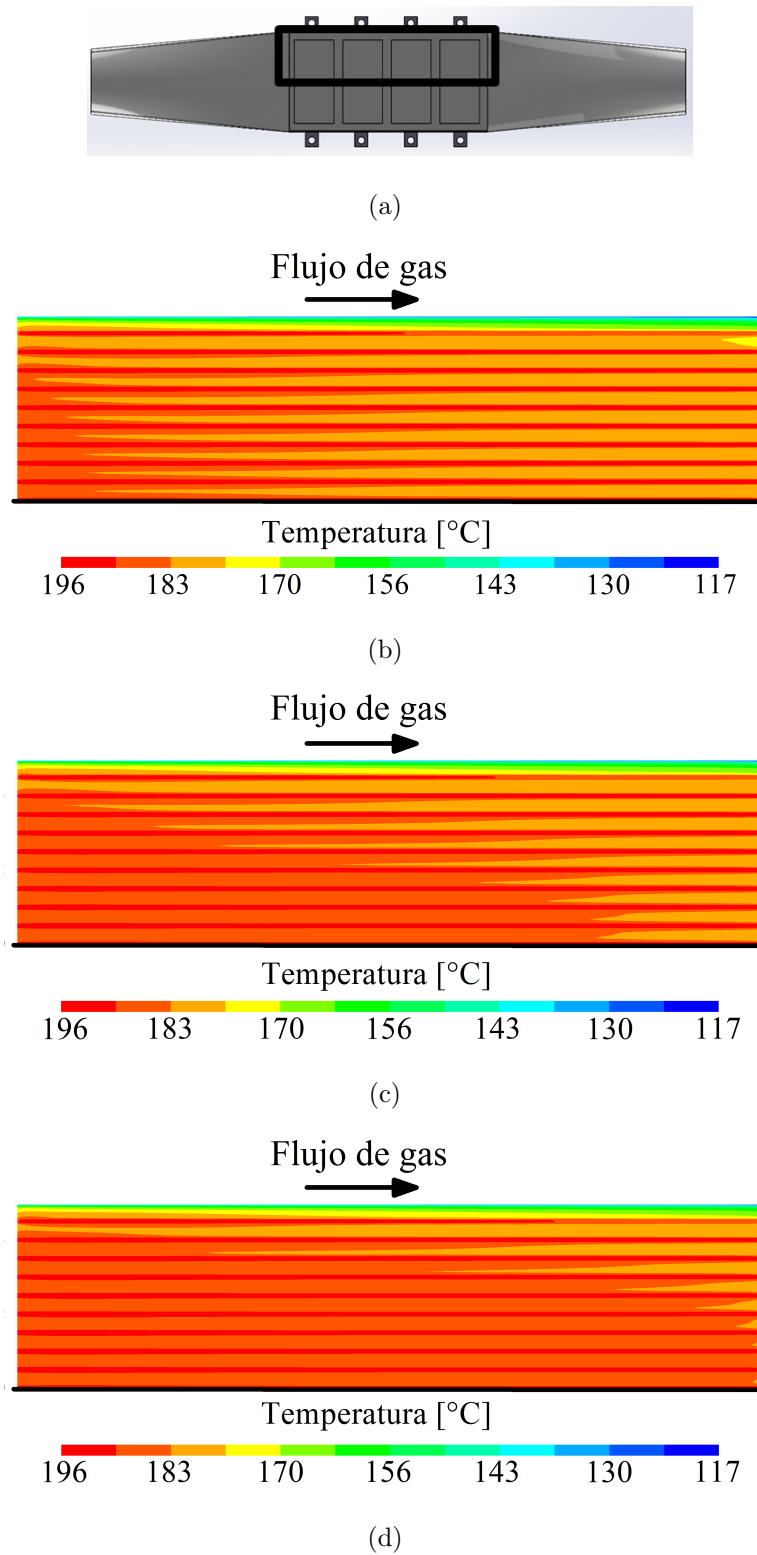 (a)
Flujo de gas
Temperatura [°C]
196 183 170 156 143 130 117
(b)
Flujo de gas
Temperatura [°C]
196 183 170 156 143 130 117
(c)
Flujo de gas
Temperatura [°C]
196 183 170 156 143 130 117
(d)